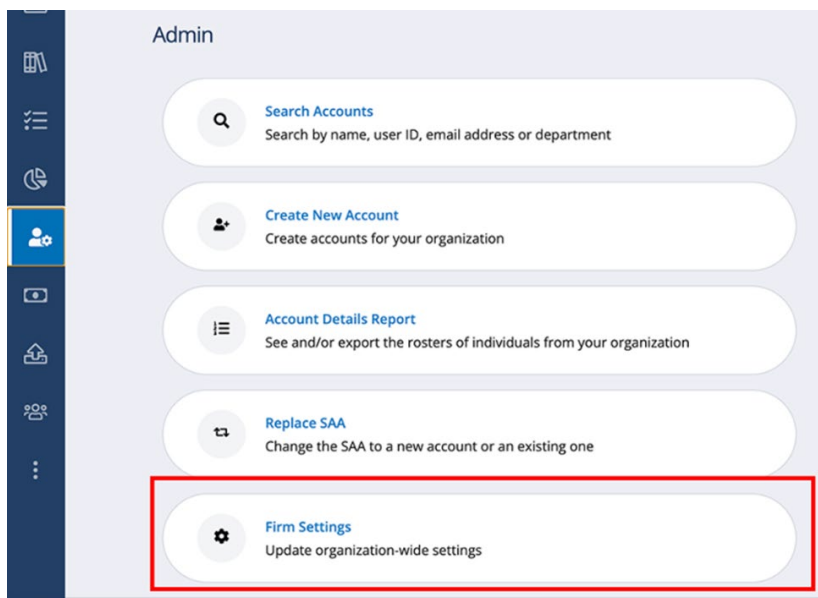 Admin
Search Accounts
Search by name, user ID, email address or department
Create New Account
Create accounts for your organization
Account Details Report
See and/or export the rosters of individuals from your organization
Replace SAA
Change the SAA to a new account or an existing one
Firm Settings
Update organization-wide settings